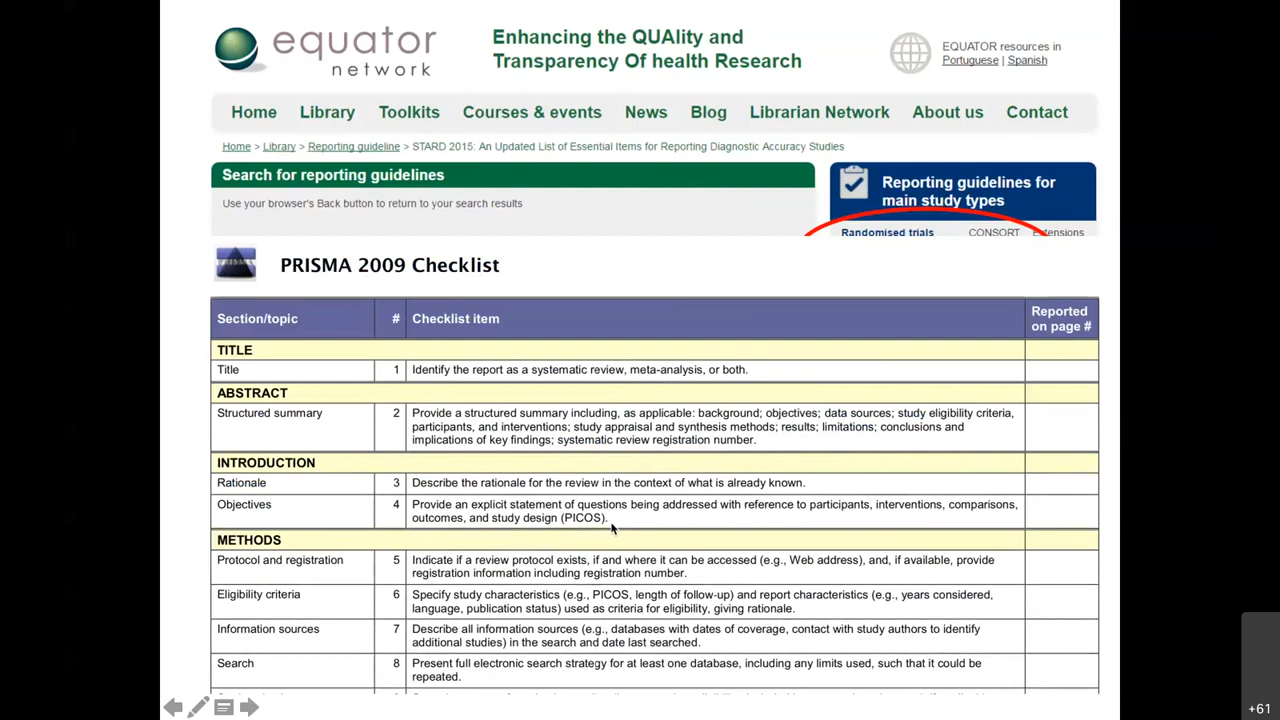 equator
network
Enhancing the QUAlity and
Transparency Of health Research
EQUATOR resources in
Portuguese | Spanish
Home Library Toolkits Courses & events News Blog Librarian Network About us Contact
Home > Library > Reporting guideline > STARD 2015: An Updated List of Essential Items for Reporting Diagnostic Accuracy Studies
Search for reporting guidelines
Use your browser's Back button to return to your search results
Reporting guidelines for
main study types
Randomised trials CONSORT Extensions
PRISMA 2009 Checklist
Section/topic # Checklist item Reported
on page #
TITLE
Title 1 Identify the report as a systematic review, meta-analysis, or both.
ABSTRACT
Structured summary 2 Provide a structured summary including, as applicable: background; objectives; data sources; study eligibility criteria,
participants, and interventions; study appraisal and synthesis methods; results; limitations; conclusions and
implications of key findings; systematic review registration number.
INTRODUCTION
Rationale 3 Describe the rationale for the review in the context of what is already known.
Objectives 4 Provide an explicit statement of questions being addressed with reference to participants, interventions, comparisons,
outcomes, and study design (PICOS).
METHODS
Protocol and registration 5 Indicate if a review protocol exists, if and where it can be accessed (e.g., Web address), and, if available, provide
registration information including registration number.
Eligibility criteria 6 Specify study characteristics (e.g., PICOS, length of follow-up) and report characteristics (e.g., years considered,
language, publication status) used as criteria for eligibility, giving rationale.
Information sources 7 Describe all information sources (e.g., databases with dates of coverage, contact with study authors to identify
additional studies) in the search and date last searched.
Search 8 Present full electronic search strategy for at least one database, including any limits used, such that it could be
repeated.
+61